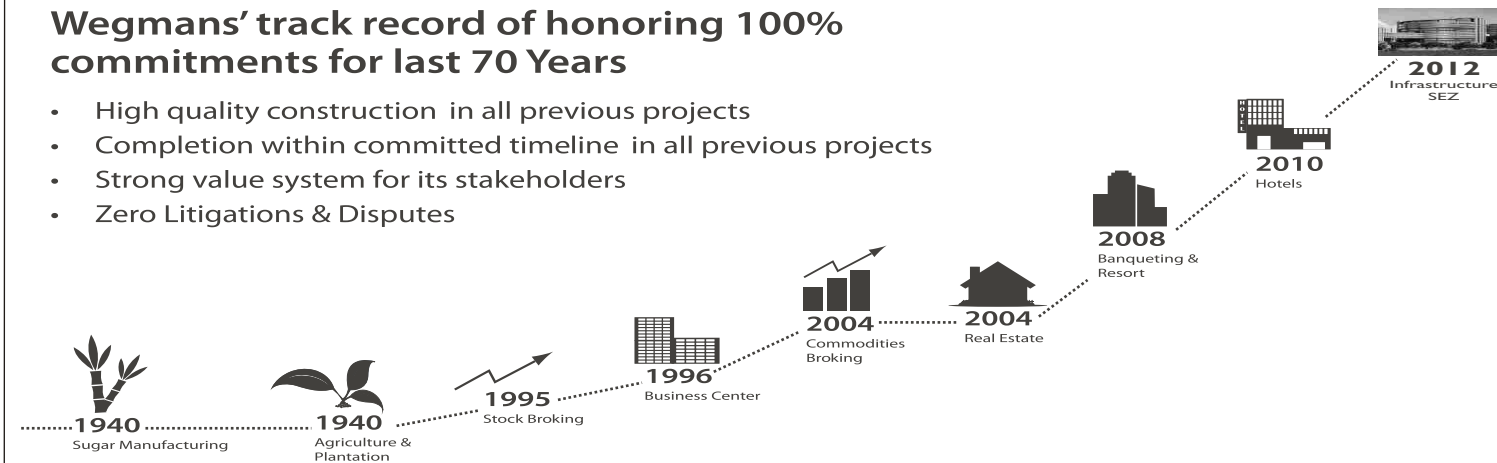 Wegmans’ track record of honoring 100%
commitments for last 70 Years
• High quality construction in all previous projects
• Completion within committed timeline in all previous projects
• Strong value system for its stakeholders
• Zero Litigations & Disputes
1940
Sugar Manufacturing
1940
Agriculture &
Plantation
1995
Stock Broking
1996
Business Center
2004
Commodities
Broking
2004
Real Estate
2008
Banqueting &
Resort
HOTEL
2010
Hotels
2012
Infrastructure
SEZ